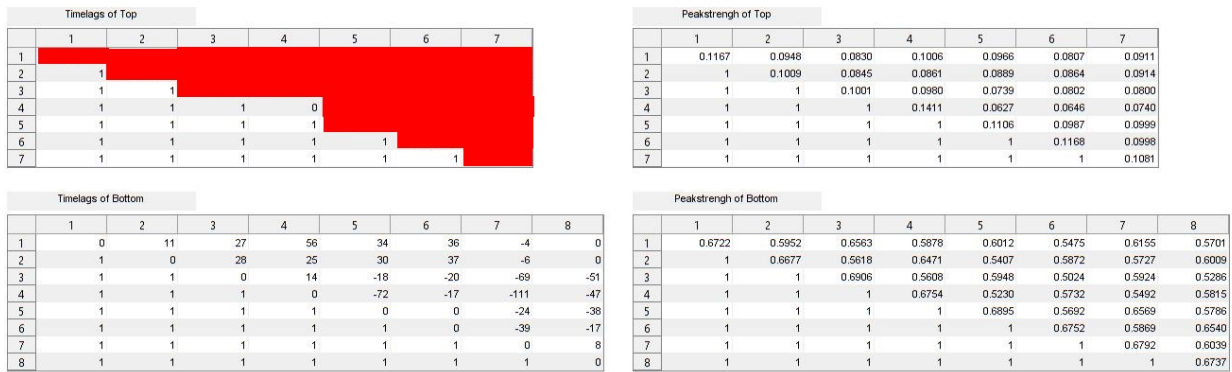 Timelags of Top
1 2 3 4 5 6 7
1
2 1
3 1 1
4 1 1 1 0
5 1 1 1 1
6 1 1 1 1 1
7 1 1 1 1 1 1
Peakstrengh of Top
1 2 3 4 5 6 7
1 0.1167 0.0948 0.0830 0.1006 0.0966 0.0807 0.0911
2 1 0.1009 0.0845 0.0861 0.0889 0.0864 0.0914
3 1 1 0.1001 0.0980 0.0739 0.0802 0.0800
4 1 1 1 0.1411 0.0627 0.0646 0.0740
5 1 1 1 1 0.1106 0.0987 0.0999
6 1 1 1 1 1 0.1168 0.0998
7 1 1 1 1 1 1 0.1081
Timelags of Bottom
1 2 3 4 5 6 7 8
1 0 11 27 56 34 36 -4 0
2 1 0 28 25 30 37 -6 0
3 1 1 0 14 -18 -20 -69 -51
4 1 1 1 0 -72 -17 -111 -47
5 1 1 1 1 0 0 -24 -38
6 1 1 1 1 1 0 -39 -17
7 1 1 1 1 1 1 0 8
8 1 1 1 1 1 1 1 0
Peakstrengh of Bottom
1 2 3 4 5 6 7 8
1 0.6722 0.5952 0.6563 0.5878 0.6012 0.5475 0.6155 0.5701
2 1 0.6677 0.5618 0.6471 0.5407 0.5872 0.5727 0.6009
3 1 1 0.6906 0.5608 0.5948 0.5024 0.5924 0.5286
4 1 1 1 0.6754 0.5230 0.5732 0.5492 0.5815
5 1 1 1 1 0.6895 0.5692 0.6569 0.5786
6 1 1 1 1 1 0.6752 0.5869 0.6540
7 1 1 1 1 1 1 0.6792 0.6039
8 1 1 1 1 1 1 1 0.6737